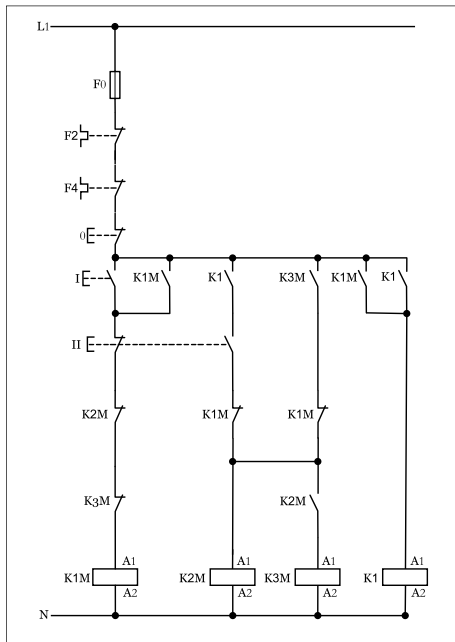 L1
F0
F2
F4
0
I K1M K1 K3M K1M K1
II
K2M K1M K1M
K3M K2M
A1 A1 A1 A1
K1M K2M K3M K1
A2 A2 A2 A2
N